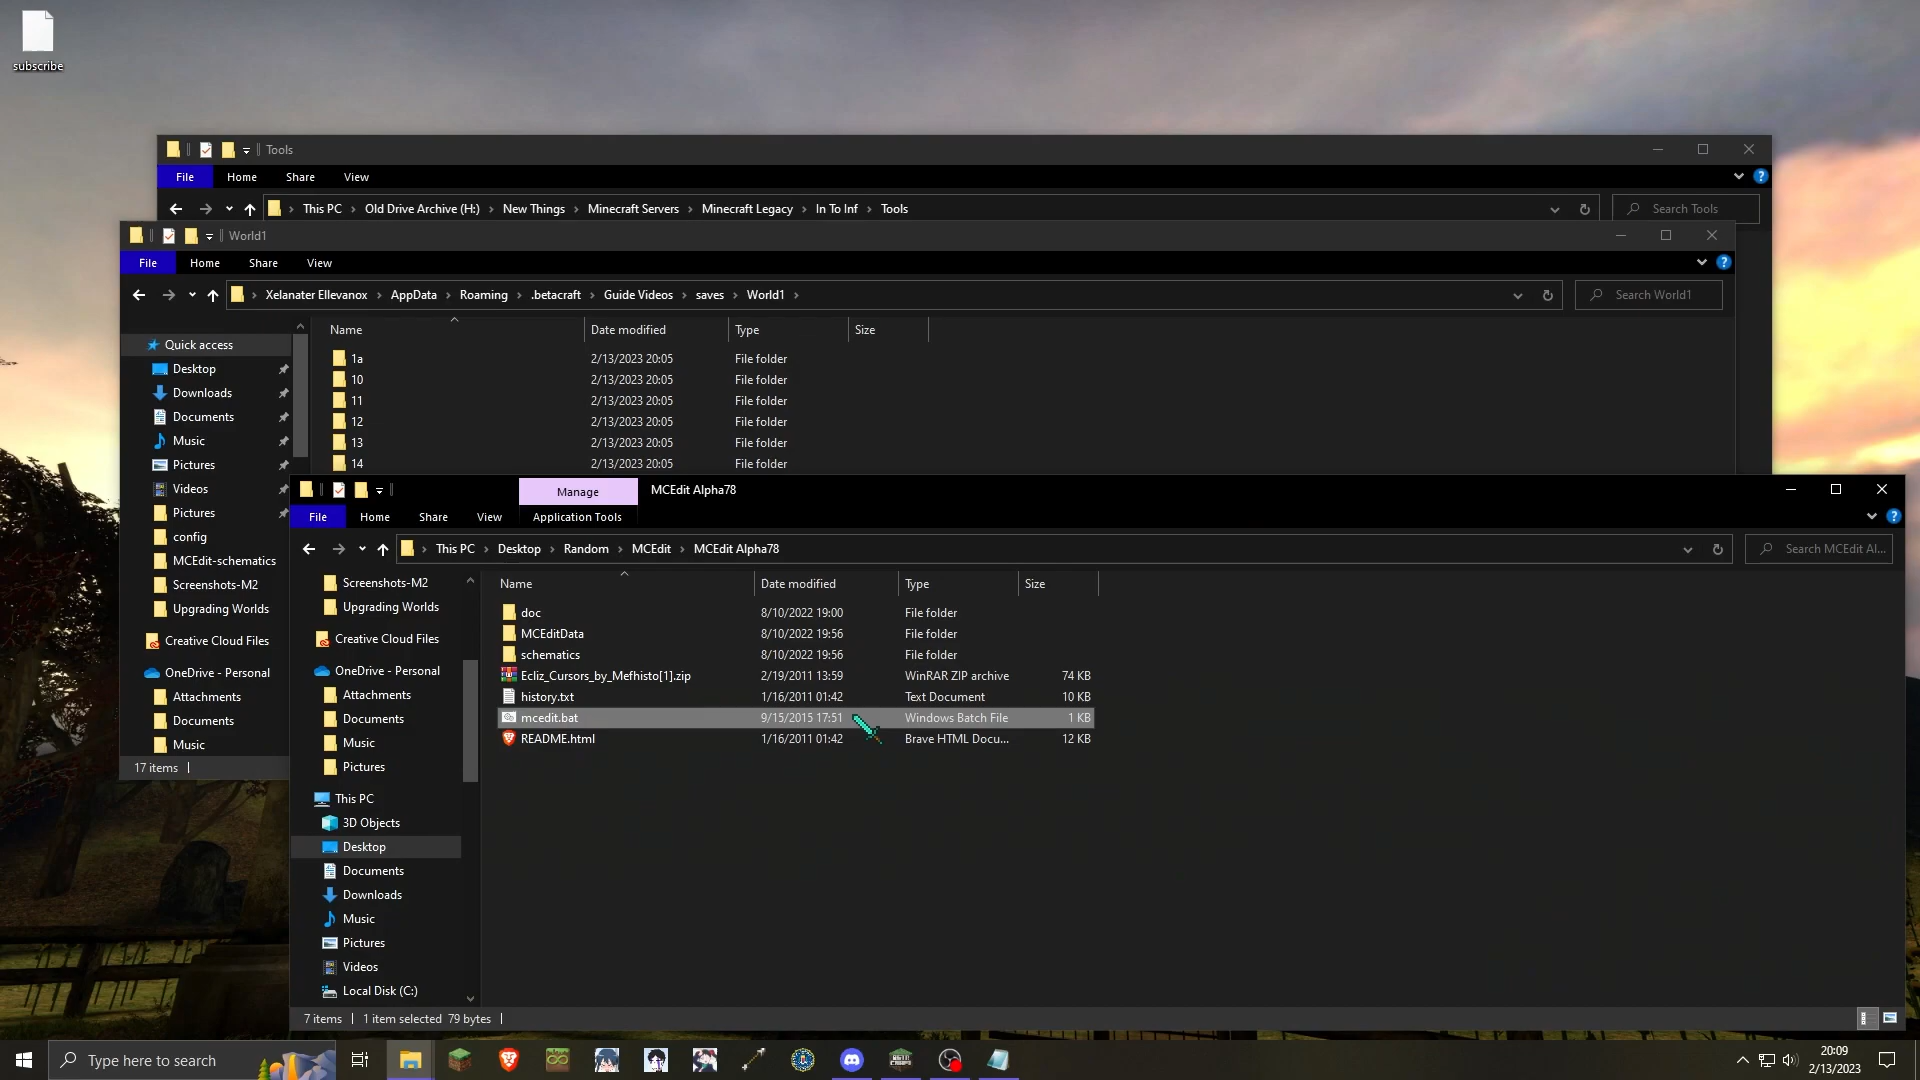 subscribe
Tools
File Home Share View
This PC Old Drive Archive (H:) New Things Minecraft Servers Minecraft Legacy In To Inf Tools Search Tools
World1
File Home Share View
Xelanater Ellevanox AppData Roaming .betacraft Guide Videos saves World1 Search World1
Name Date modified Type Size
Quick access
Desktop
Downloads
Documents
Music
Pictures
Videos
Pictures
config
MCEdit-schematics
Screenshots-M2
Upgrading Worlds
Creative Cloud Files
OneDrive - Personal
Attachments
Documents
Music
17 items
1a 2/13/2023 20:05 File folder
10 2/13/2023 20:05 File folder
11 2/13/2023 20:05 File folder
12 2/13/2023 20:05 File folder
13 2/13/2023 20:05 File folder
14 2/13/2023 20:05 File folder
Manage MCEdit Alpha78
File Home Share View Application Tools
This PC Desktop Random MCEdit MCEdit Alpha78 Search MCEdit Al...
Screenshots-M2
Upgrading Worlds
Creative Cloud Files
OneDrive - Personal
Attachments
Documents
Music
Pictures
This PC
3D Objects
Desktop
Documents
Downloads
Music
Pictures
Videos
Local Disk (C:)
Name Date modified Type Size
doc 8/10/2022 19:00 File folder
MCEditData 8/10/2022 19:56 File folder
schematics 8/10/2022 19:56 File folder
Ecliz_Cursors_by_Mefhisto[1].zip 2/19/2011 13:59 WinRAR ZIP archive 74 KB
history.txt 1/16/2011 01:42 Text Document 10 KB
mcedit.bat 9/15/2015 17:51 Windows Batch File 1 KB
README.html 1/16/2011 01:42 Brave HTML Docu... 12 KB
7 items 1 item selected 79 bytes
Type here to search
20:09
2/13/2023